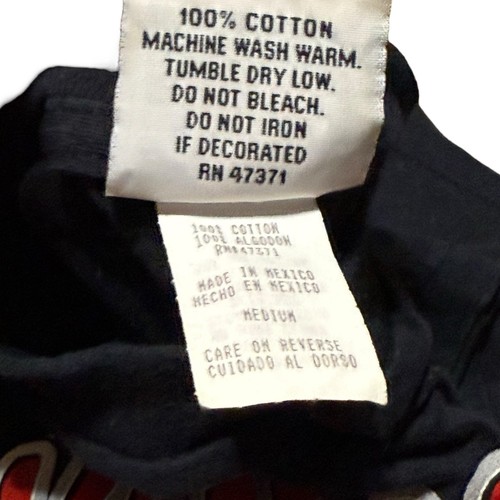 100% COTTON
MACHINE WASH WARM.
TUMBLE DRY LOW.
DO NOT BLEACH.
DO NOT IRON
IF DECORATED
RN 47371
100% COTTON
100% ALGODON
RN#47371
MADE IN MEXICO
HECHO EN MEXICO
MEDIUM
CARE ON REVERSE
CUIDADO AL DORSO